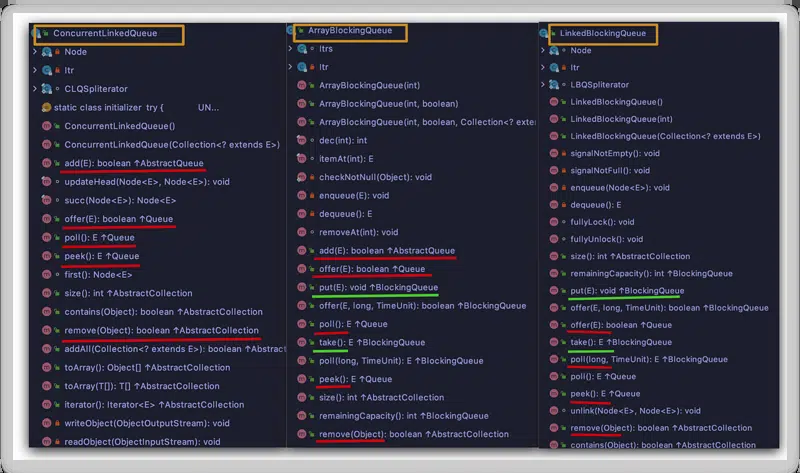 ConcurrentLinkedQueue
Node
Itr
CLQSpliterator
static class initializer try { UN...
ConcurrentLinkedQueue()
ConcurrentLinkedQueue(Collection<? extends E>)
add(E): boolean ↑AbstractQueue
updateHead(Node<E>, Node<E>): void
succ(Node<E>): Node<E>
offer(E): boolean ↑Queue
poll(): E ↑Queue
peek(): E ↑Queue
first(): Node<E>
size(): int ↑AbstractCollection
contains(Object): boolean ↑AbstractCollection
remove(Object): boolean ↑AbstractCollection
addAll(Collection<? extends E>): boolean ↑Abstract
toArray(): Object[] ↑AbstractCollection
toArray(T[]): T[] ↑AbstractCollection
iterator(): Iterator<E> ↑AbstractCollection
writeObject(ObjectOutputStream): void
readObject(ObjectInputStream): void
ArrayBlockingQueue
Itrs
Itr
ArrayBlockingQueue(int)
ArrayBlockingQueue(int, boolean)
ArrayBlockingQueue(int, boolean, Collection<? exten
dec(int): int
itemAt(int): E
checkNotNull(Object): void
enqueue(E): void
dequeue(): E
removeAt(int): void
add(E): boolean ↑AbstractQueue
offer(E): boolean ↑Queue
put(E): void ↑BlockingQueue
offer(E, long, TimeUnit): boolean ↑BlockingQueue
poll(): E ↑Queue
take(): E ↑BlockingQueue
poll(long, TimeUnit): E ↑BlockingQueue
peek(): E ↑Queue
size(): int ↑AbstractCollection
remainingCapacity(): int ↑BlockingQueue
remove(Object): boolean ↑AbstractCollection
LinkedBlockingQueue
Node
Itr
LBQSpliterator
LinkedBlockingQueue()
LinkedBlockingQueue(int)
LinkedBlockingQueue(Collection<? extends E>)
signalNotEmpty(): void
signalNotFull(): void
enqueue(Node<E>): void
dequeue(): E
fullyLock(): void
fullyUnlock(): void
size(): int ↑AbstractCollection
remainingCapacity(): int ↑BlockingQueue
put(E): void ↑BlockingQueue
offer(E, long, TimeUnit): boolean ↑BlockingQueue
offer(E): boolean ↑Queue
take(): E ↑BlockingQueue
poll(long, TimeUnit): E ↑BlockingQueue
poll(): E ↑Queue
peek(): E ↑Queue
unlink(Node<E>, Node<E>): void
remove(Object): boolean ↑AbstractCollection
contains(Object): boolean ↑AbstractCollection